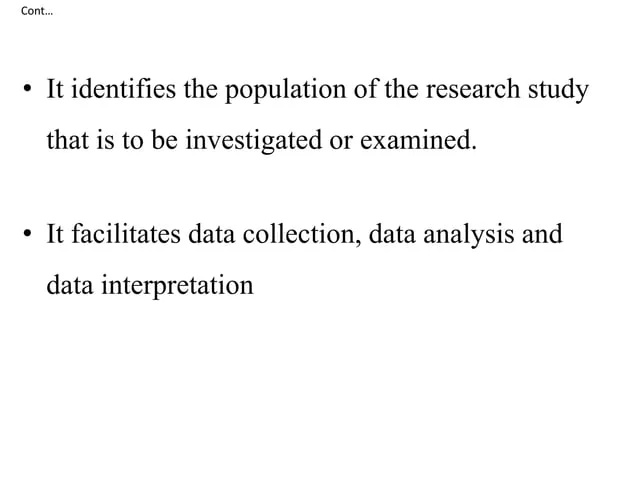 Cont…
• It identifies the population of the research study
that is to be investigated or examined.
• It facilitates data collection, data analysis and
data interpretation